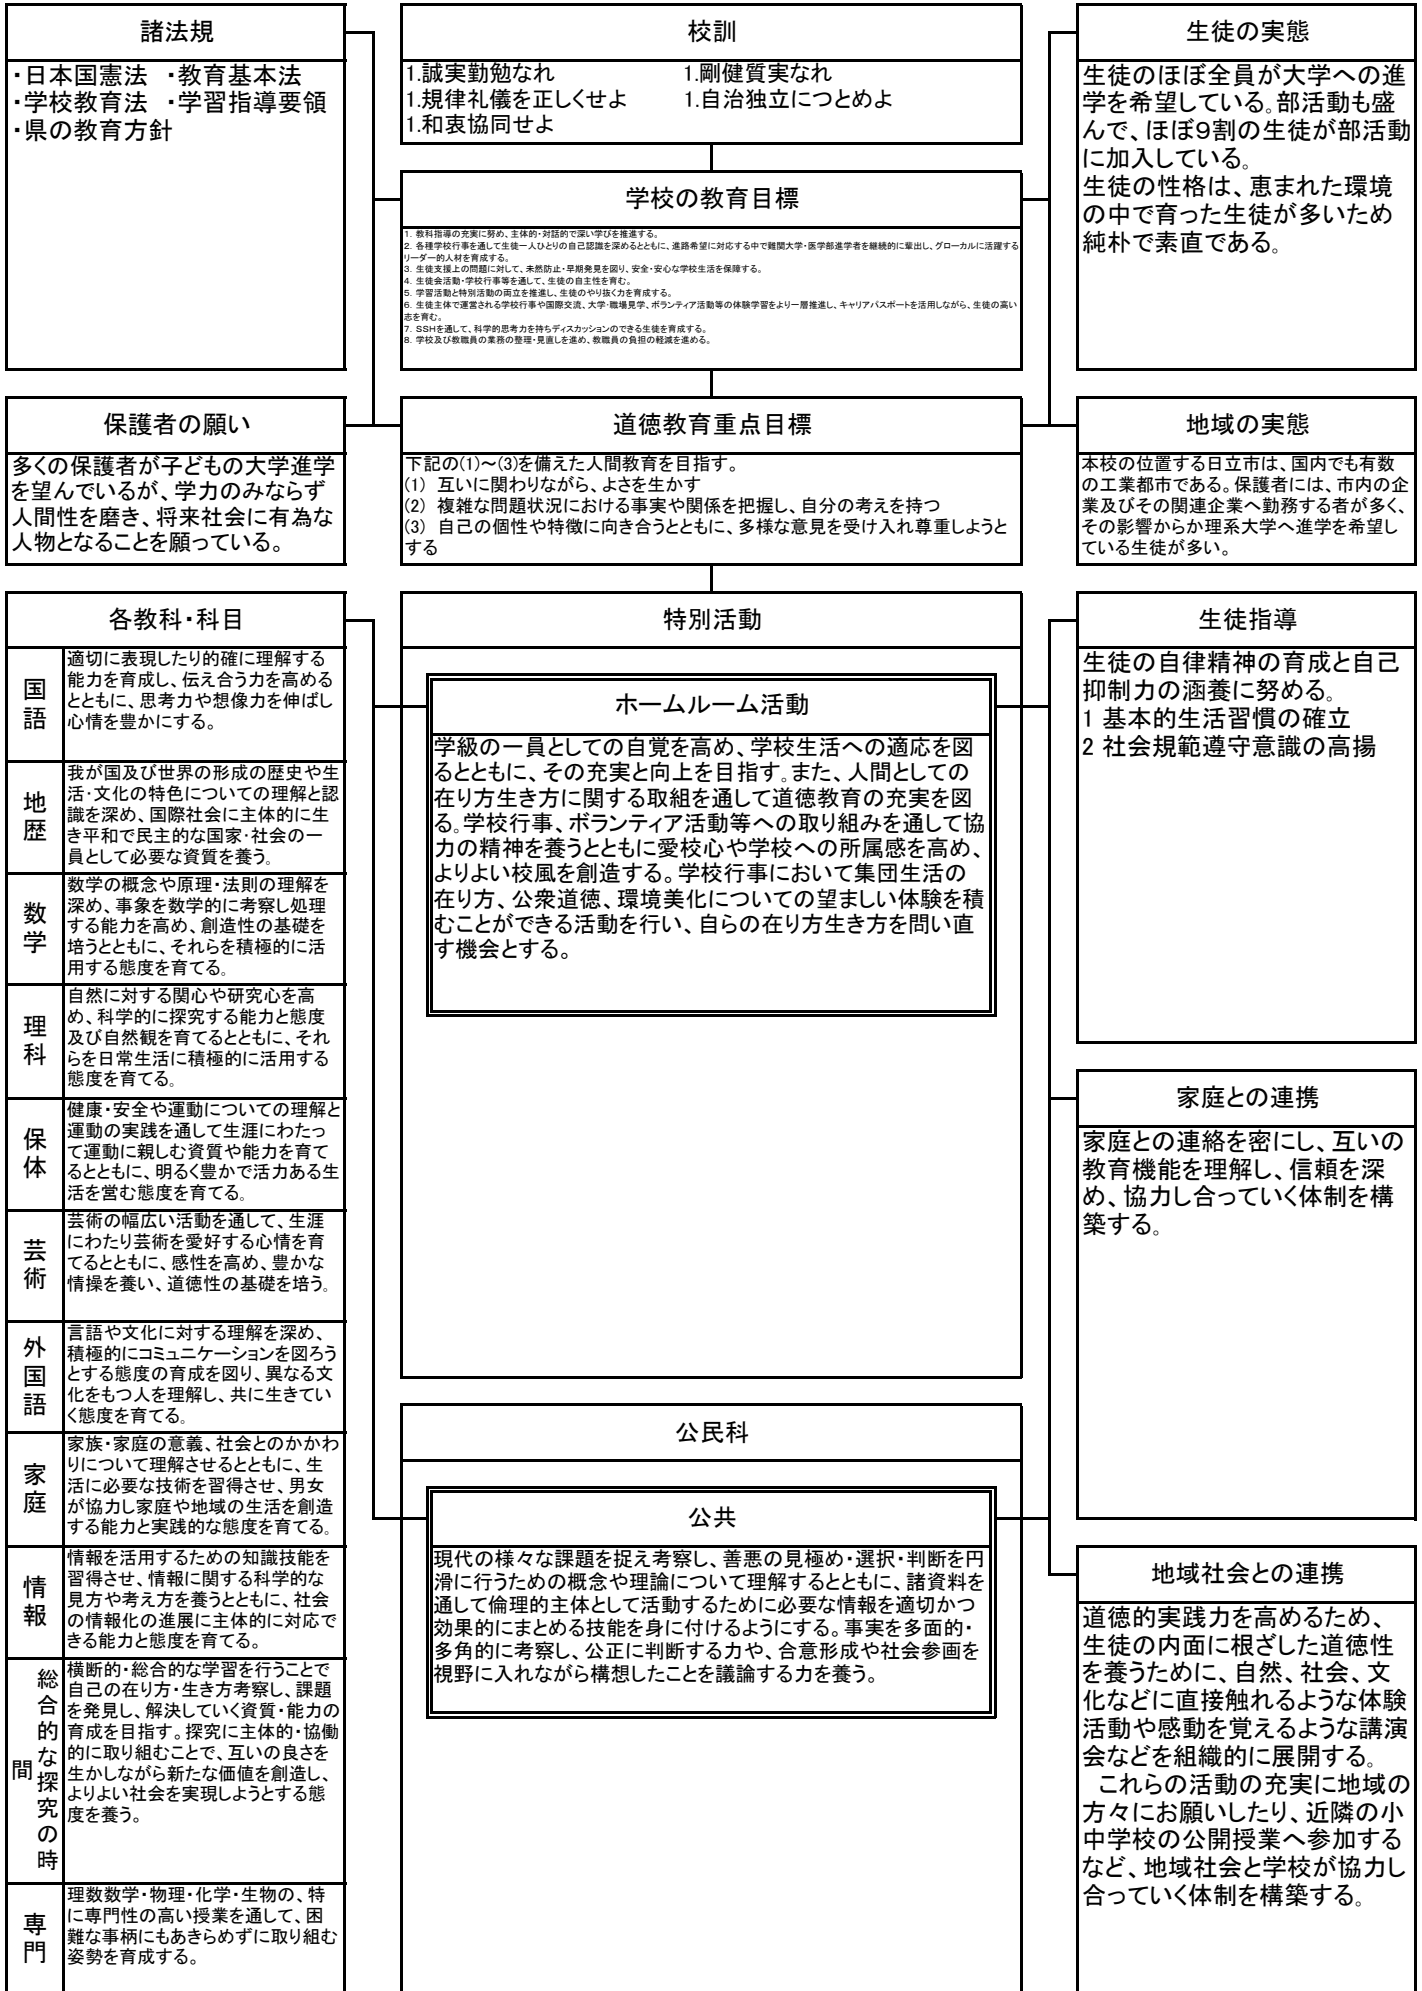 諸法規
・日本国憲法　・教育基本法
・学校教育法　・学習指導要領
・県の教育方針
校訓
1.誠実勤勉なれ　1.剛健質実なれ
1.規律礼儀を正しくせよ　1.自治独立につとめよ
1.和衷協同せよ
生徒の実態
生徒のほぼ全員が大学への進
学を希望している。部活動も盛
んで、ほぼ9割の生徒が部活動
に加入している。
生徒の性格は、恵まれた環境
の中で育った生徒が多いため
純朴で素直である。
学校の教育目標
1. 教科指導の充実に努め、主体的・対話的で深い学びを推進する。
2. 各種学校行事を通して生徒一人ひとりの自己認識を深めるとともに、進路希望に対応する中で難関大学・医学部進学者を継続的に輩出し、グローカルに活躍する
リーダー的人材を育成する。
3. 生徒支援上の問題に対して、未然防止・早期発見を図り、安全・安心な学校生活を保障する。
4. 生徒会活動・学校行事等を通して、生徒の自主性を育む。
5. 学習活動と特別活動の両立を推進し、生徒のやり抜く力を育成する。
6. 生徒主体で運営される学校行事や国際交流、大学・職場見学、ボランティア活動等の体験学習をより一層推進し、キャリアパスポートを活用しながら、生徒の高い
志を育む。
7. SSHを通して、科学的思考力を持ちディスカッションのできる生徒を育成する。
8. 学校及び教職員の業務の整理・見直しを進め、教職員の負担の軽減を進める。
保護者の願い
多くの保護者が子どもの大学進学
を望んでいるが、学力のみならず
人間性を磨き、将来社会に有為な
人物となることを願っている。
道徳教育重点目標
下記の(1)～(3)を備えた人間教育を目指す。
(1) 互いに関わりながら、よさを生かす
(2) 複雑な問題状況における事実や関係を把握し、自分の考えを持つ
(3) 自己の個性や特徴に向き合うとともに、多様な意見を受け入れ尊重しようと
する
地域の実態
本校の位置する日立市は、国内でも有数
の工業都市である。保護者には、市内の企
業及びその関連企業へ勤務する者が多く、
その影響からか理系大学へ進学を希望し
ている生徒が多い。
各教科・科目
国語
適切に表現したり的確に理解する
能力を育成し、伝え合う力を高める
とともに、思考力や想像力を伸ばし
心情を豊かにする。
地歴
我が国及び世界の形成の歴史や生
活・文化の特色についての理解と認
識を深め、国際社会に主体的に生
き平和で民主的な国家・社会の一
員として必要な資質を養う。
数学
数学の概念や原理・法則の理解を
深め、事象を数学的に考察し処理
する能力を高め、創造性の基礎を
培うとともに、それらを積極的に活
用する態度を育てる。
理科
自然に対する関心や研究心を高
め、科学的に探究する能力と態度
及び自然観を育てるとともに、それ
らを日常生活に積極的に活用する
態度を育てる。
保体
健康・安全や運動についての理解と
運動の実践を通して生涯にわたっ
て運動に親しむ資質や能力を育て
るとともに、明るく豊かで活力ある生
活を営む態度を育てる。
芸術
芸術の幅広い活動を通して、生涯
にわたり芸術を愛好する心情を育
てるとともに、感性を高め、豊かな
情操を養い、道徳性の基礎を培う。
外国語
言語や文化に対する理解を深め、
積極的にコミュニケーションを図ろう
とする態度の育成を図り、異なる文
化をもつ人を理解し、共に生きてい
く態度を育てる。
家庭
家族・家庭の意義、社会とのかかわ
りについて理解させるとともに、生
活に必要な技術を習得させ、男女
が協力し家庭や地域の生活を創造
する能力と実践的な態度を育てる。
情報
情報を活用するための知識技能を
習得させ、情報に関する科学的な
見方や考え方を養うとともに、社会
の情報化の進展に主体的に対応で
きる能力と態度を育てる。
総合的な探究の時間
横断的・総合的な学習を行うことで
自己の在り方・生き方考察し、課題
を発見し、解決していく資質・能力の
育成を目指す。探究に主体的・協働
的に取り組むことで、互いの良さを
生かしながら新たな価値を創造し、
よりよい社会を実現しようとする態
度を養う。
専門
理数数学・物理・化学・生物の、特
に専門性の高い授業を通して、困
難な事柄にもあきらめずに取り組む
姿勢を育成する。
特別活動
ホームルーム活動
学級の一員としての自覚を高め、学校生活への適応を図
るとともに、その充実と向上を目指す。また、人間としての
在り方生き方に関する取組を通して道徳教育の充実を図
る。学校行事、ボランティア活動等への取り組みを通して協
力の精神を養うとともに愛校心や学校への所属感を高め、
よりよい校風を創造する。学校行事において集団生活の
在り方、公衆道徳、環境美化についての望ましい体験を積
むことができる活動を行い、自らの在り方生き方を問い直
す機会とする。
公民科
公共
現代の様々な課題を捉え考察し、善悪の見極め・選択・判断を円
滑に行うための概念や理論について理解するとともに、諸資料を
通して倫理的主体として活動するために必要な情報を適切かつ
効果的にまとめる技能を身に付けるようにする。事実を多面的・
多角的に考察し、公正に判断する力や、合意形成や社会参画を
視野に入れながら構想したことを議論する力を養う。
生徒指導
生徒の自律精神の育成と自己
抑制力の涵養に努める。
1 基本的生活習慣の確立
2 社会規範遵守意識の高揚
家庭との連携
家庭との連絡を密にし、互いの
教育機能を理解し、信頼を深
め、協力し合っていく体制を構
築する。
地域社会との連携
道徳的実践力を高めるため、
生徒の内面に根ざした道徳性
を養うために、自然、社会、文
化などに直接触れるような体験
活動や感動を覚えるような講演
会などを組織的に展開する。
　これらの活動の充実に地域の
方々にお願いしたり、近隣の小
中学校の公開授業へ参加する
など、地域社会と学校が協力し
合っていく体制を構築する。